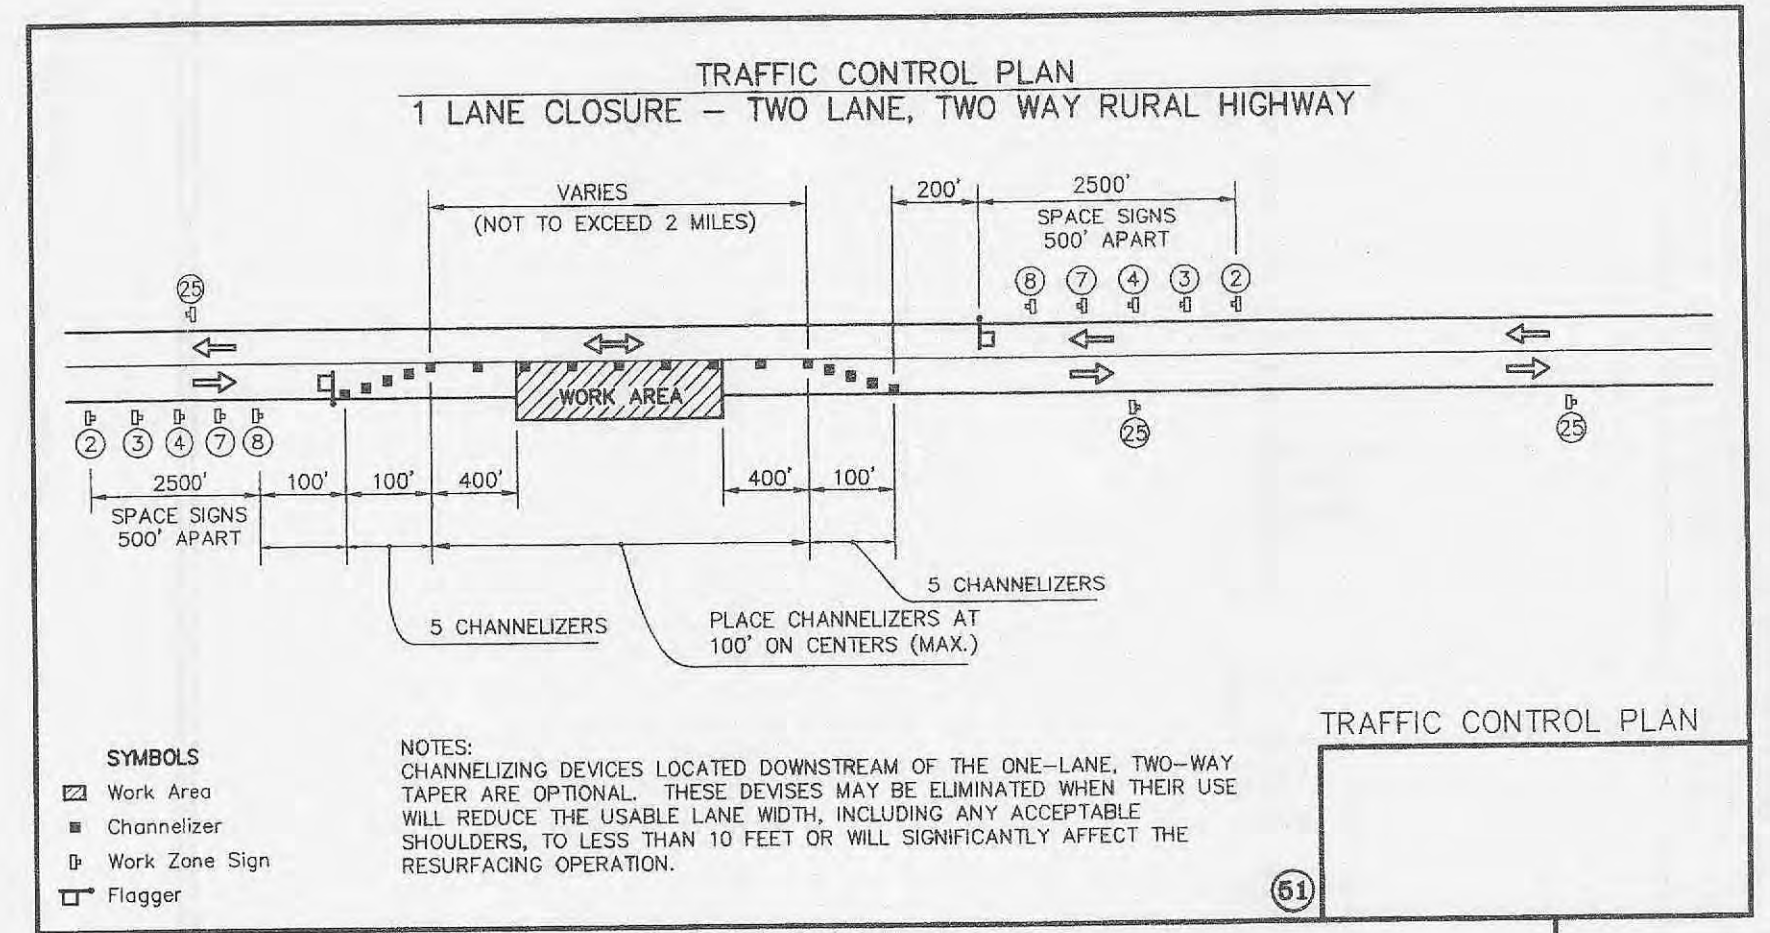 TRAFFIC CONTROL PLAN
1 LANE CLOSURE – TWO LANE, TWO WAY RURAL HIGHWAY
VARIES
(NOT TO EXCEED 2 MILES)
200'
2500'
SPACE SIGNS
500' APART
25
8 7 4 3 2
WORK AREA
2 3 4 7 8
25
25
2500'
SPACE SIGNS
500' APART
100'
100'
400'
400'
100'
5 CHANNELIZERS
PLACE CHANNELIZERS AT
100' ON CENTERS (MAX.)
5 CHANNELIZERS
SYMBOLS
Work Area
Channelizer
Work Zone Sign
Flagger
NOTES:
CHANNELIZING DEVICES LOCATED DOWNSTREAM OF THE ONE–LANE, TWO–WAY
TAPER ARE OPTIONAL. THESE DEVISES MAY BE ELIMINATED WHEN THEIR USE
WILL REDUCE THE USABLE LANE WIDTH, INCLUDING ANY ACCEPTABLE
SHOULDERS, TO LESS THAN 10 FEET OR WILL SIGNIFICANTLY AFFECT THE
RESURFACING OPERATION.
TRAFFIC CONTROL PLAN
51